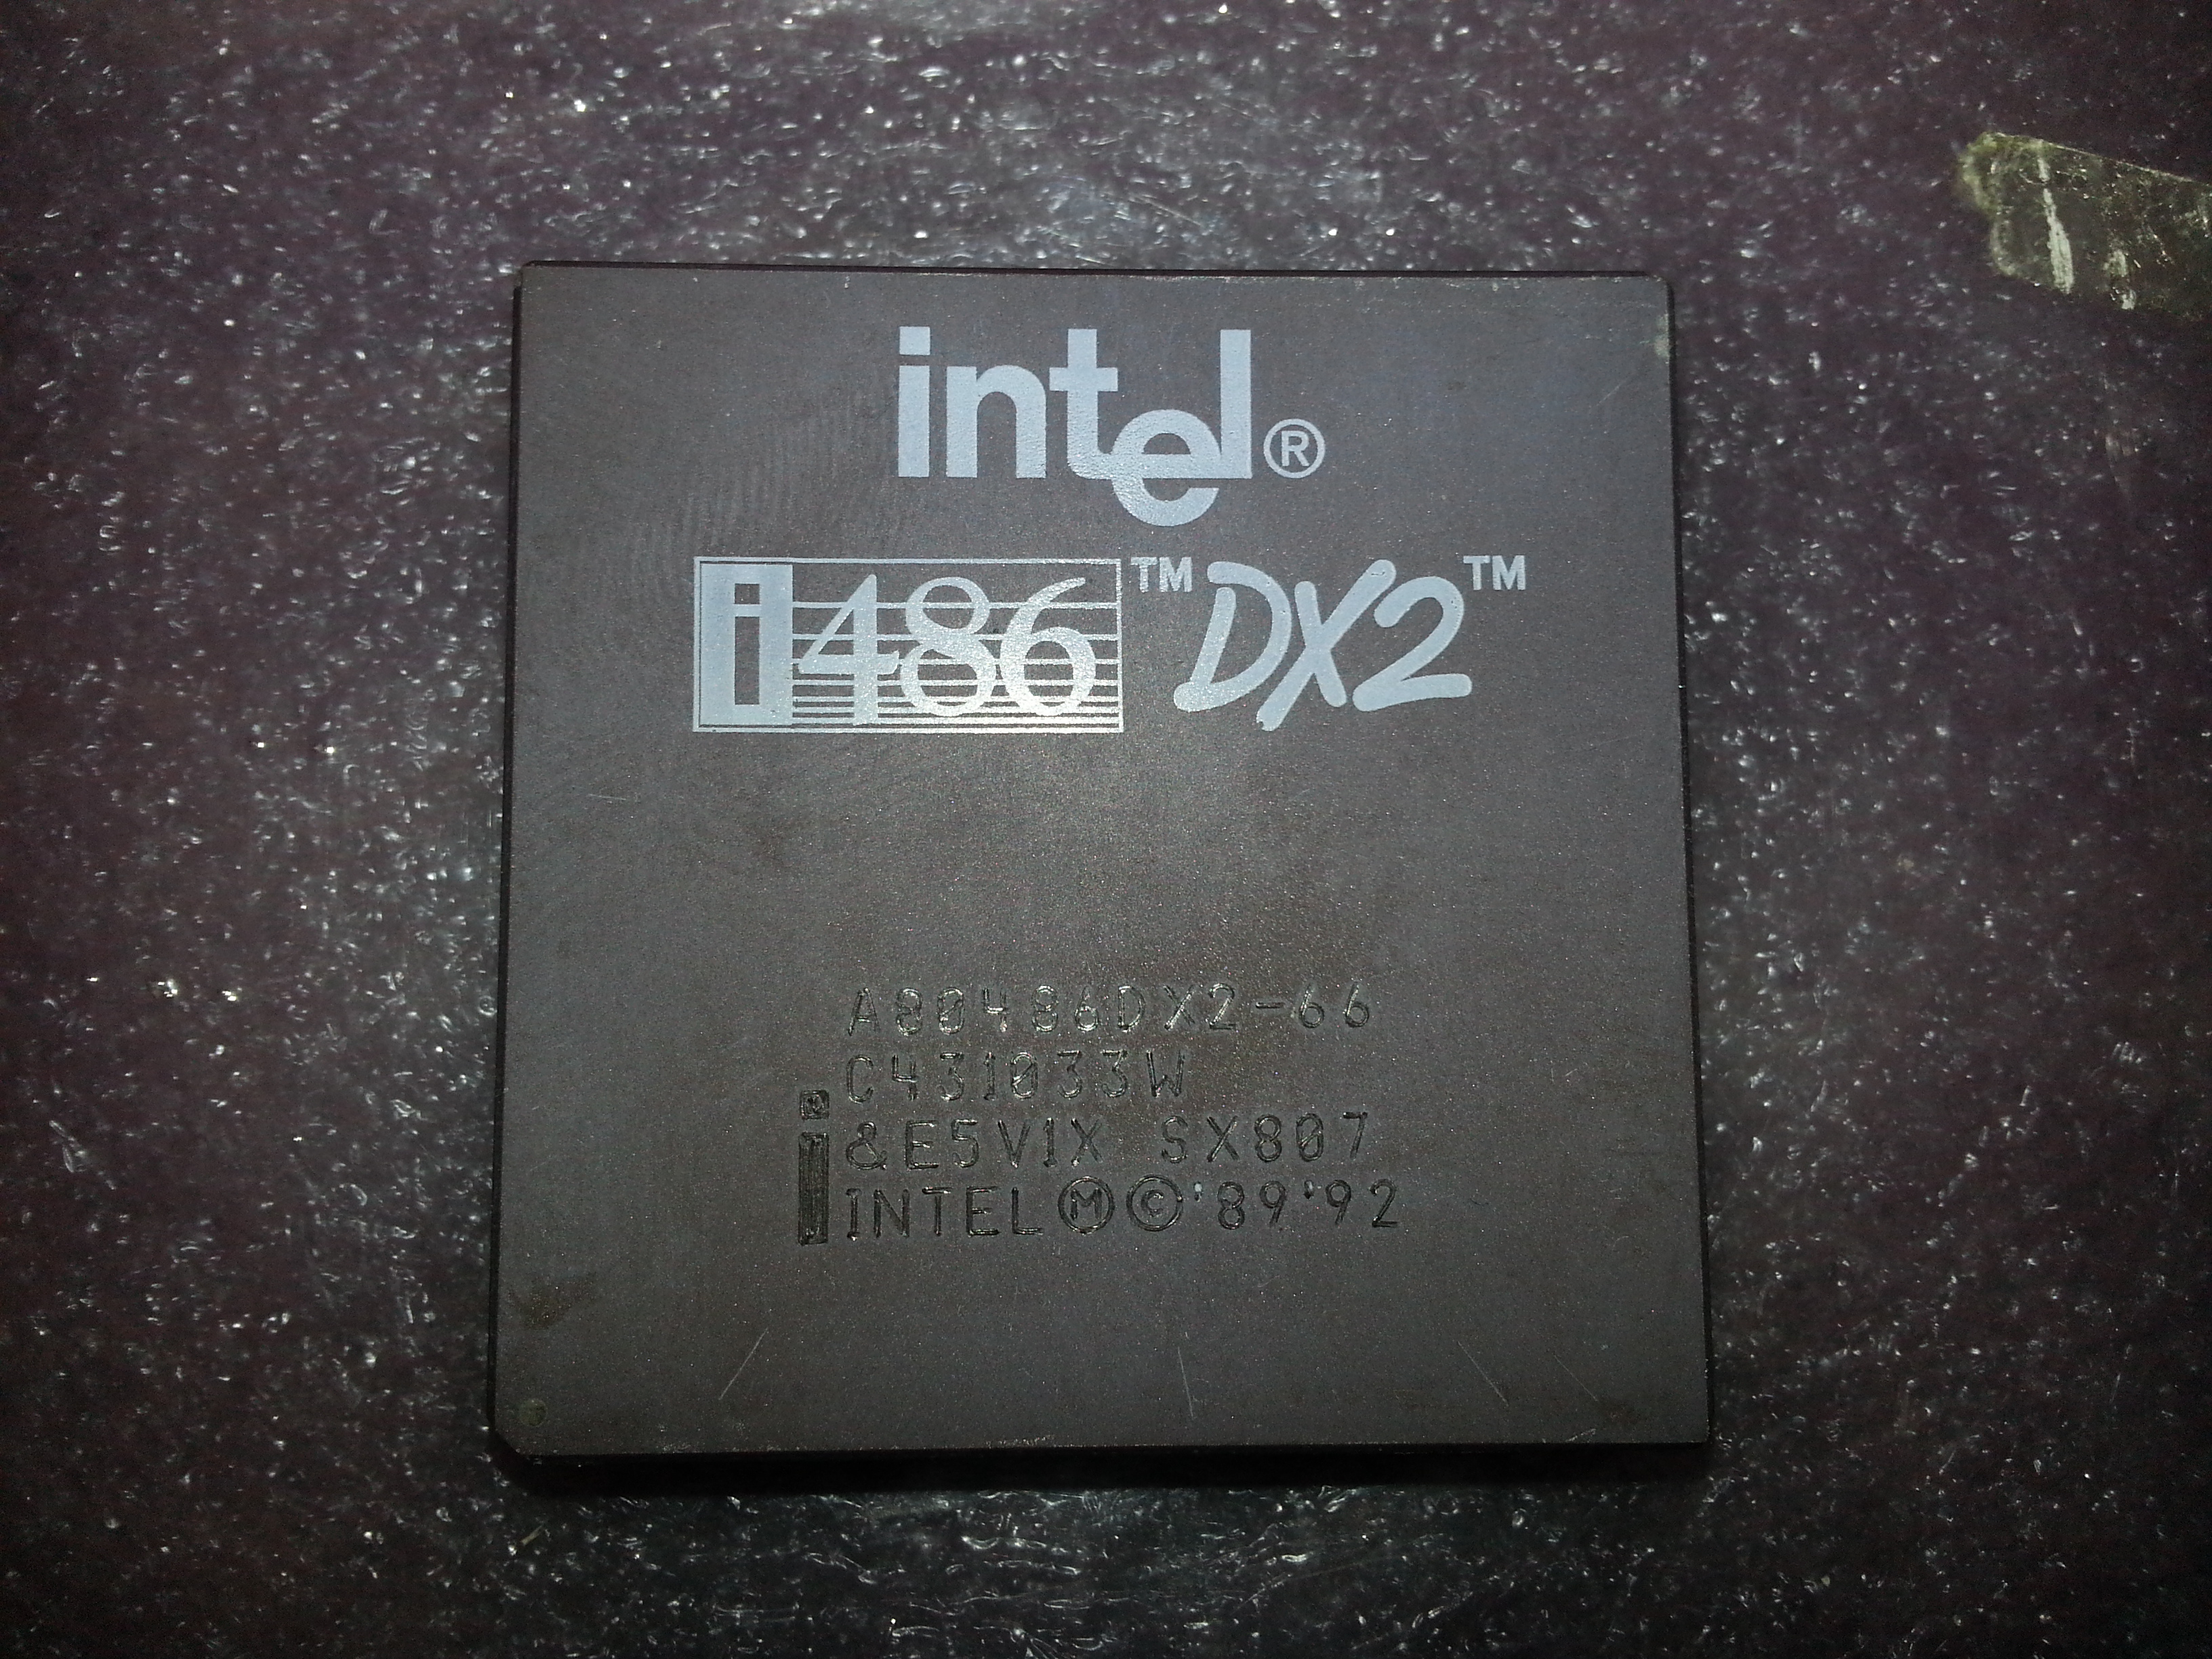 intel®
i486™ DX2™
A80486DX2-66
C431033W
&E5V1X SX807
INTEL Ⓜ © '89 '92